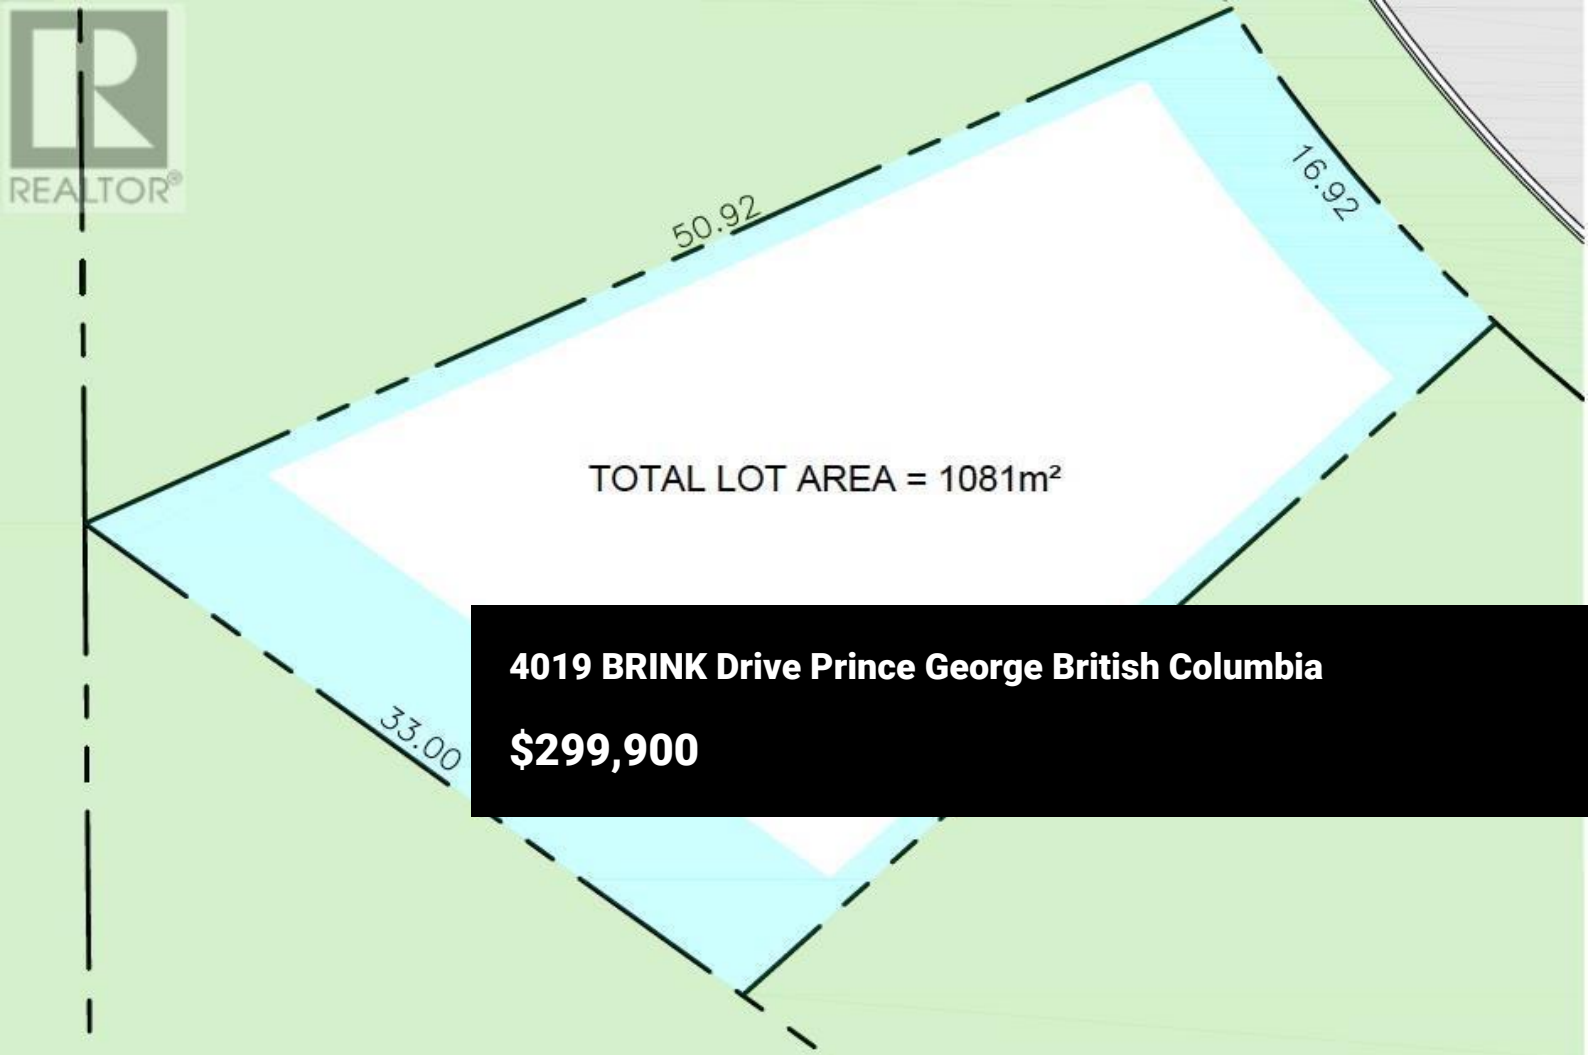 R
REALTOR®
50.92
16.92
TOTAL LOT AREA = 1081m²
33.00
4019 BRINK Drive Prince George British Columbia
$299,900